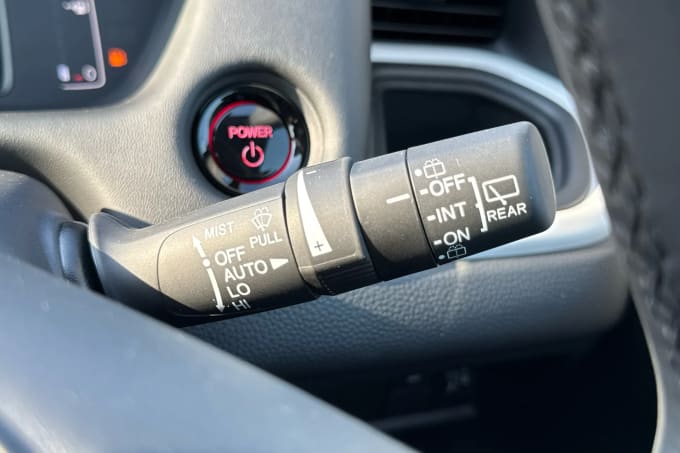 POWER
MIST
PULL
OFF
AUTO
LO
HI
- +
OFF
INT
ON
REAR